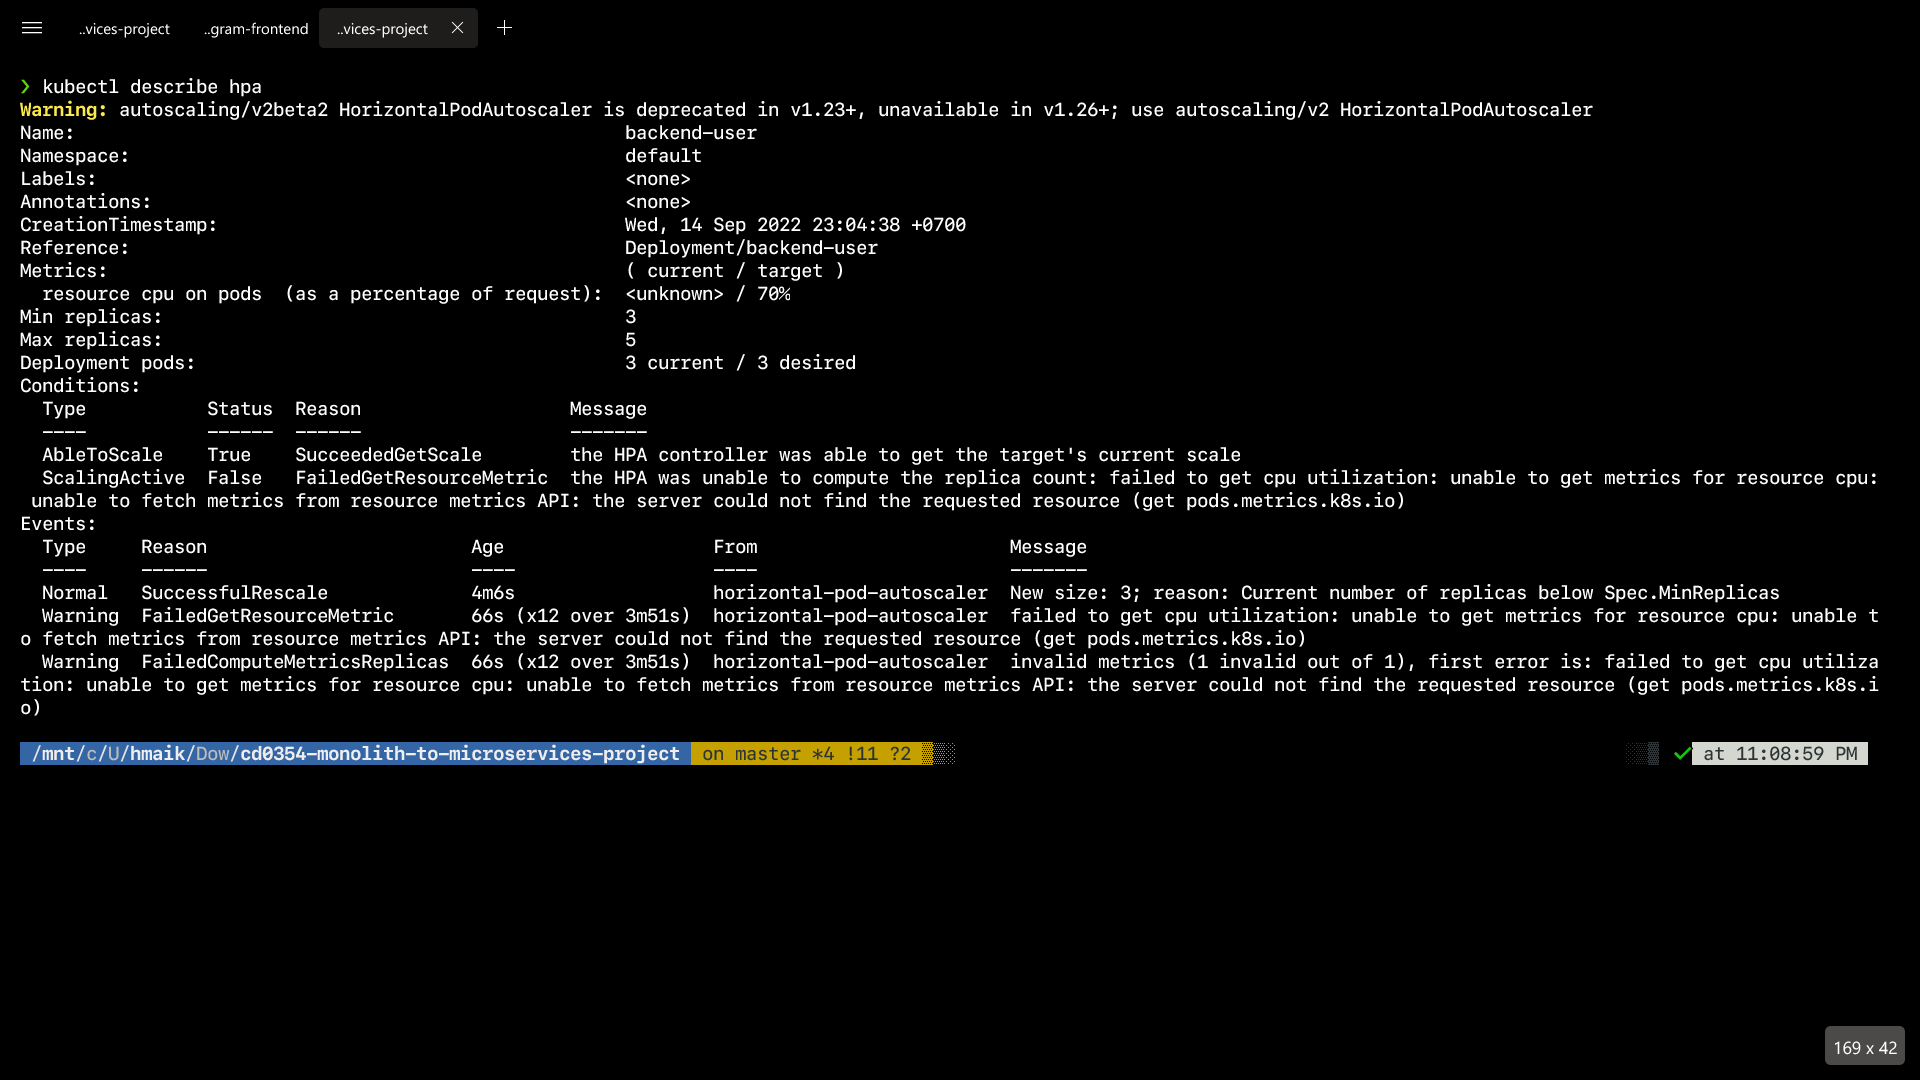 ..vices-project ..gram-frontend ..vices-project
❯ kubectl describe hpa
Warning: autoscaling/v2beta2 HorizontalPodAutoscaler is deprecated in v1.23+, unavailable in v1.26+; use autoscaling/v2 HorizontalPodAutoscaler
Name: backend-user
Namespace: default
Labels: <none>
Annotations: <none>
CreationTimestamp: Wed, 14 Sep 2022 23:04:38 +0700
Reference: Deployment/backend-user
Metrics: ( current / target )
  resource cpu on pods  (as a percentage of request):  <unknown> / 70%
Min replicas: 3
Max replicas: 5
Deployment pods: 3 current / 3 desired
Conditions:
  Type           Status  Reason                   Message
  ----           ------  ------                   -------
  AbleToScale    True    SucceededGetScale        the HPA controller was able to get the target's current scale
  ScalingActive  False   FailedGetResourceMetric  the HPA was unable to compute the replica count: failed to get cpu utilization: unable to get metrics for resource cpu:
 unable to fetch metrics from resource metrics API: the server could not find the requested resource (get pods.metrics.k8s.io)
Events:
  Type     Reason                        Age                   From                       Message
  ----     ------                        ----                  ----                       -------
  Normal   SuccessfulRescale             4m6s                  horizontal-pod-autoscaler  New size: 3; reason: Current number of replicas below Spec.MinReplicas
  Warning  FailedGetResourceMetric       66s (x12 over 3m51s)  horizontal-pod-autoscaler  failed to get cpu utilization: unable to get metrics for resource cpu: unable t
o fetch metrics from resource metrics API: the server could not find the requested resource (get pods.metrics.k8s.io)
  Warning  FailedComputeMetricsReplicas  66s (x12 over 3m51s)  horizontal-pod-autoscaler  invalid metrics (1 invalid out of 1), first error is: failed to get cpu utiliza
tion: unable to get metrics for resource cpu: unable to fetch metrics from resource metrics API: the server could not find the requested resource (get pods.metrics.k8s.i
o)
/mnt/c/U/hmaik/Dow/cd0354-monolith-to-microservices-project on master *4 !11 ?2 ✓ at 11:08:59 PM
169 x 42